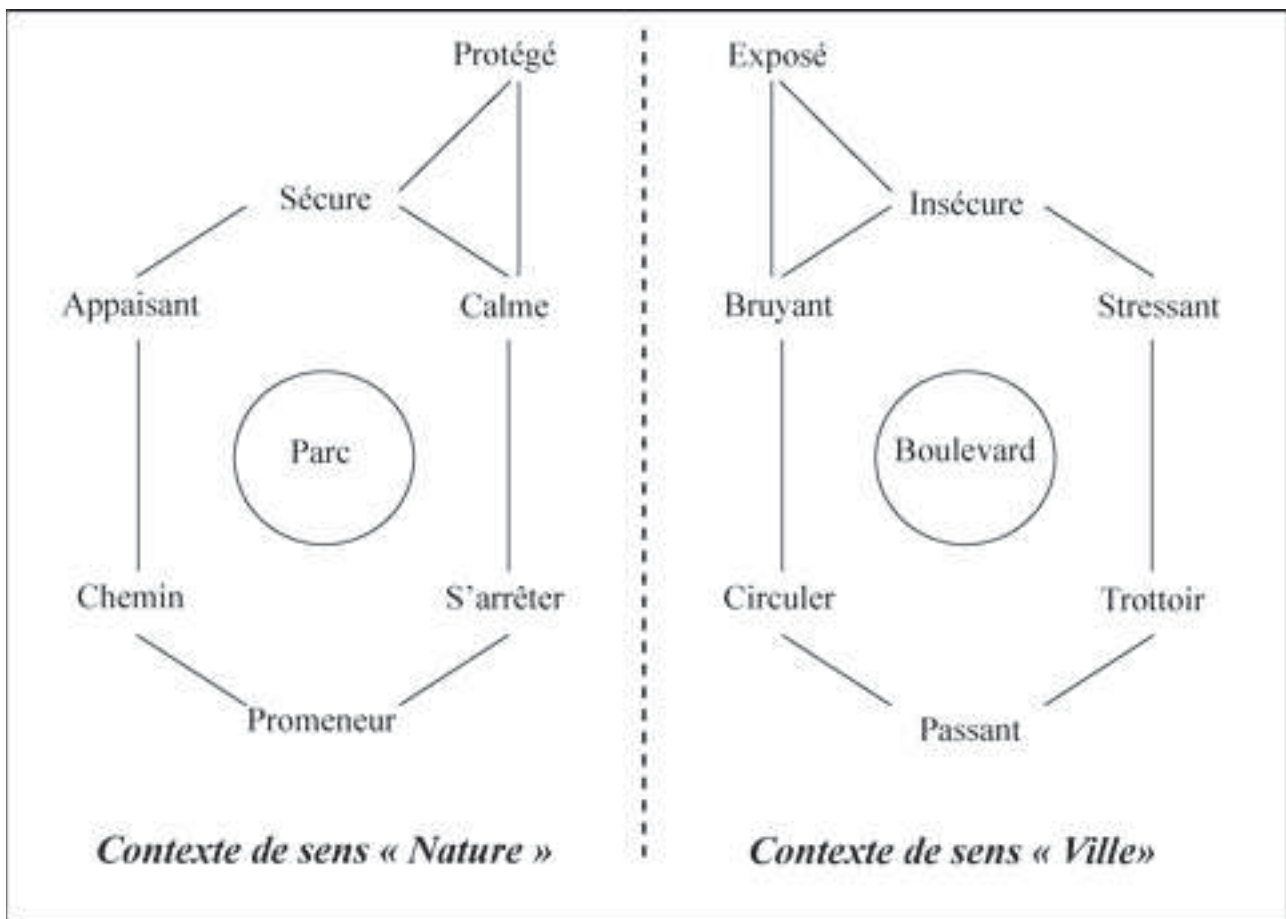 Protégé
Sécure
Appaisant
Calme
Parc
Chemin
S'arrêter
Promeneur
Contexte de sens « Nature »
Exposé
Insécure
Bruyant
Stressant
Boulevard
Circuler
Trottoir
Passant
Contexte de sens « Ville»